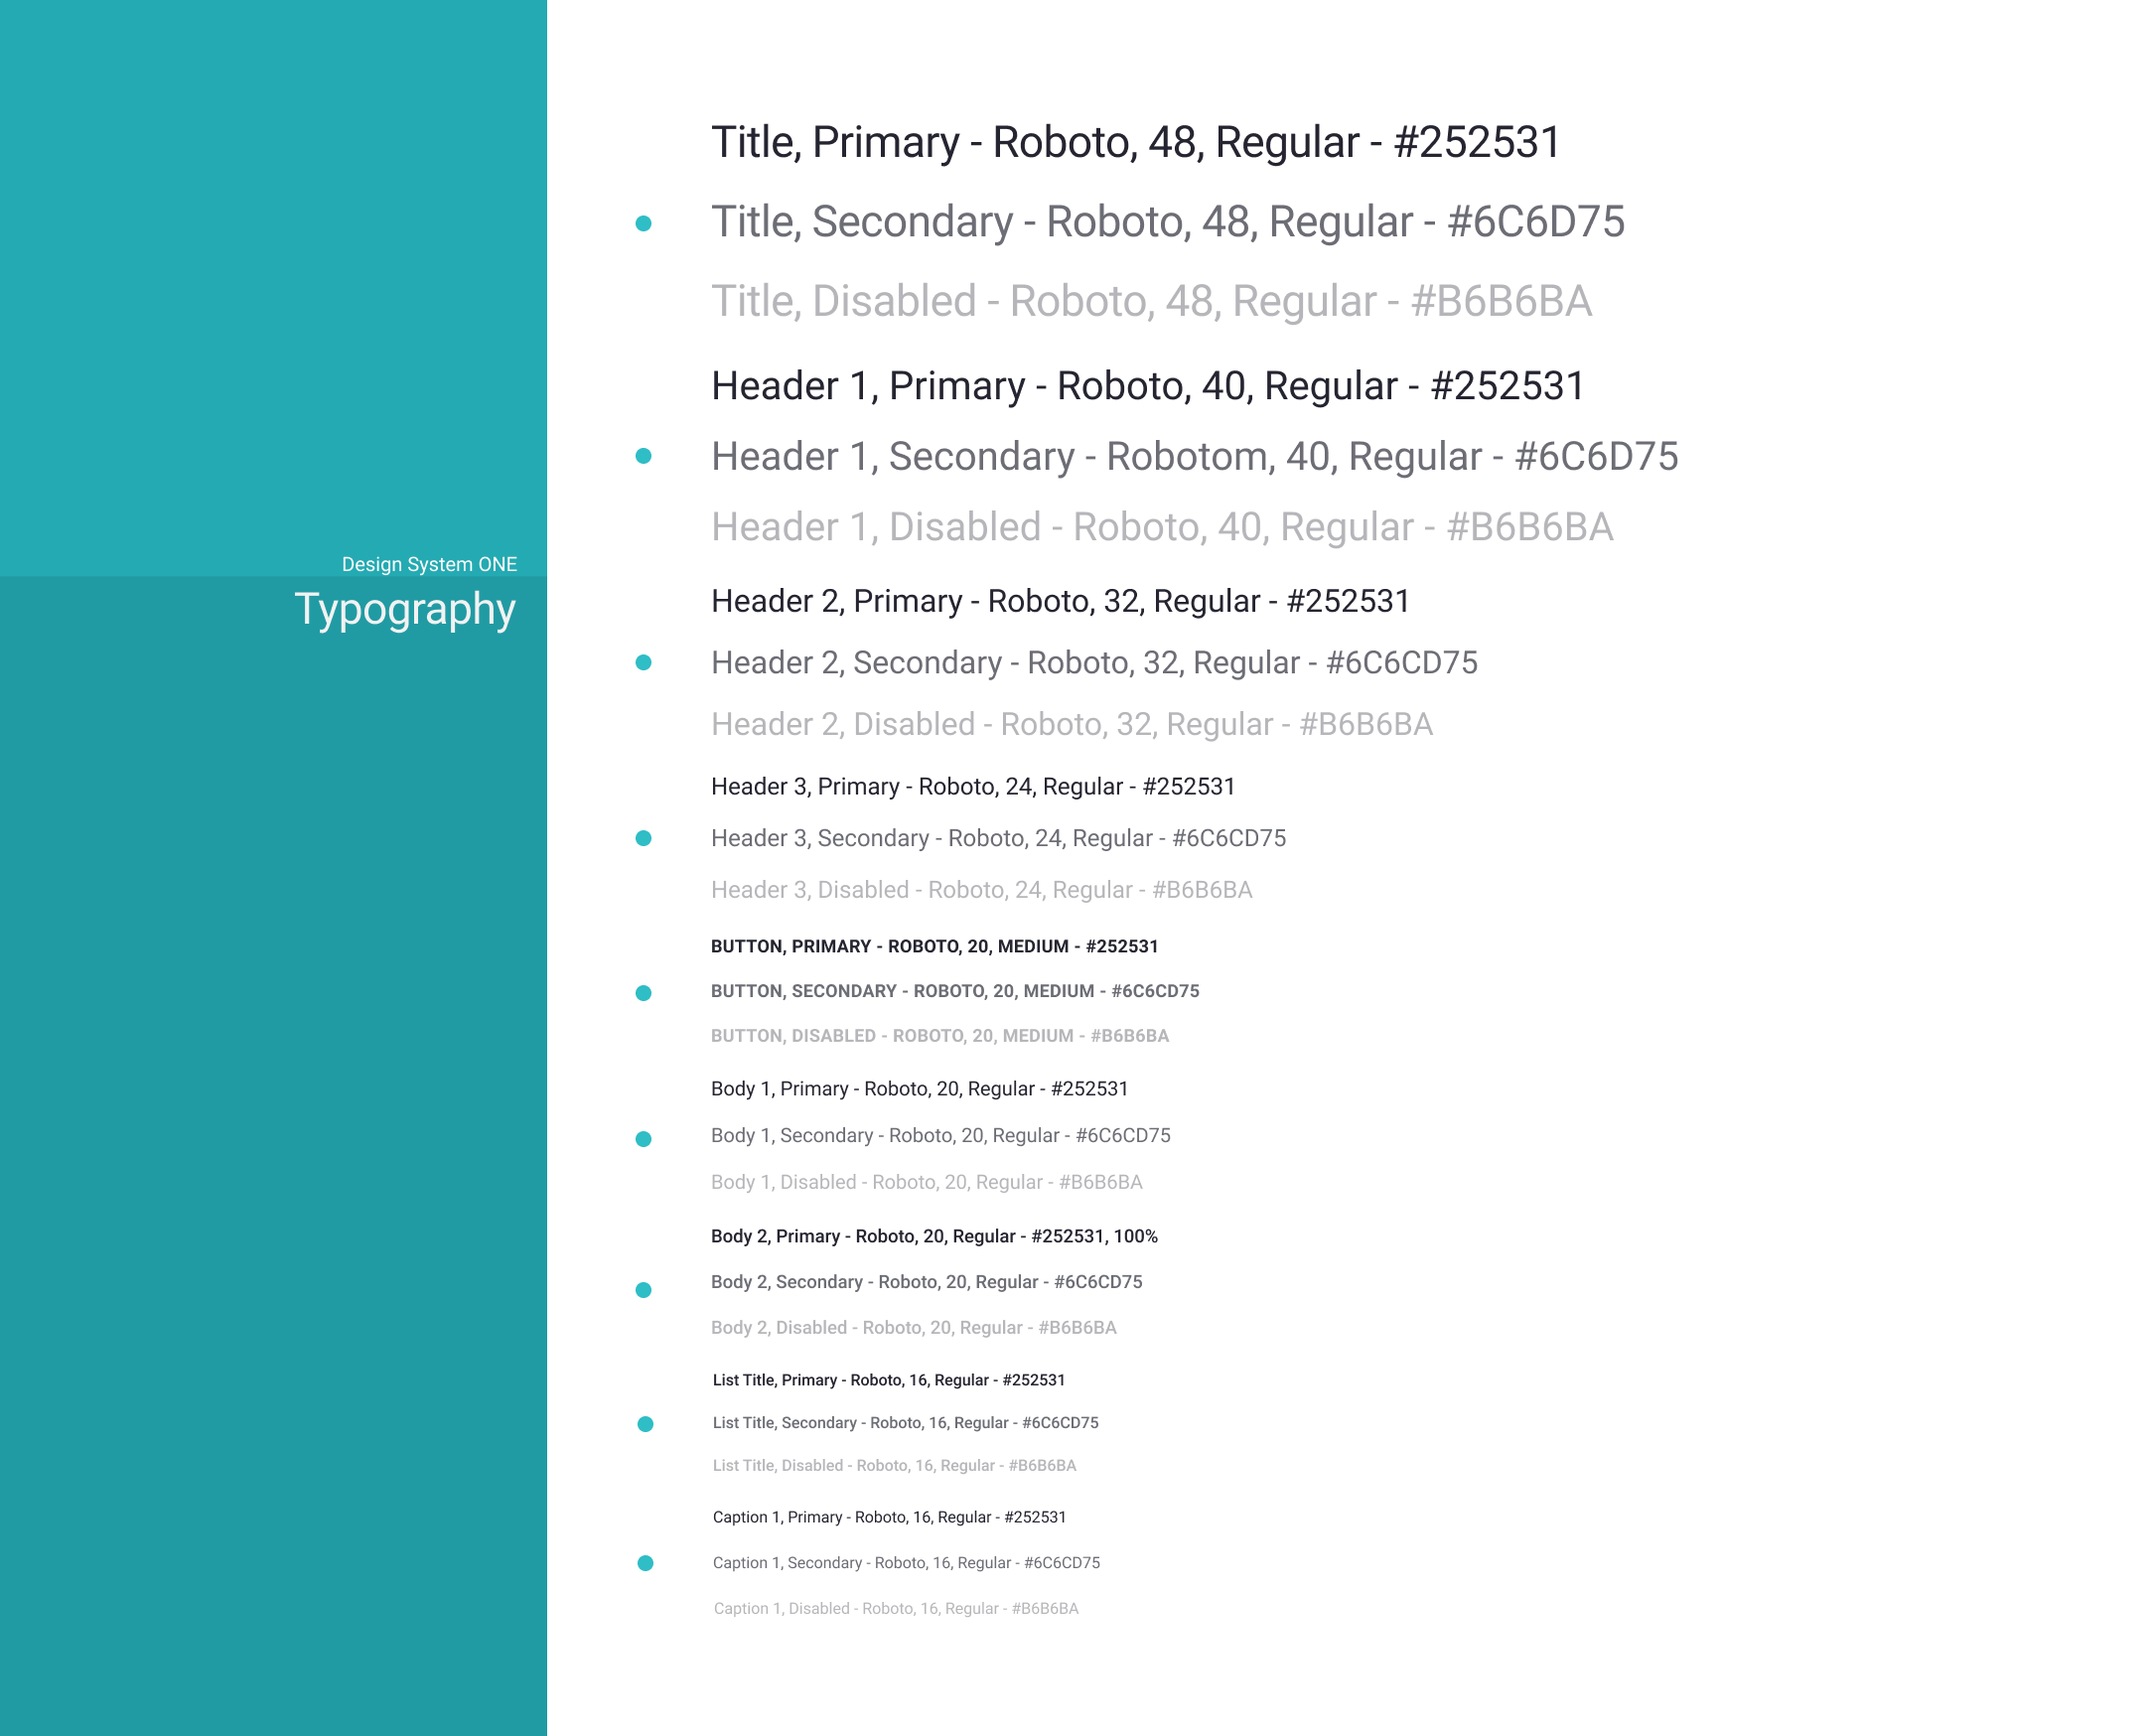 Design System ONE
Typography
Title, Primary - Roboto, 48, Regular - #252531
Title, Secondary - Roboto, 48, Regular - #6C6D75
Title, Disabled - Roboto, 48, Regular - #B6B6BA
Header 1, Primary - Roboto, 40, Regular - #252531
Header 1, Secondary - Robotom, 40, Regular - #6C6D75
Header 1, Disabled - Roboto, 40, Regular - #B6B6BA
Header 2, Primary - Roboto, 32, Regular - #252531
Header 2, Secondary - Roboto, 32, Regular - #6C6CD75
Header 2, Disabled - Roboto, 32, Regular - #B6B6BA
Header 3, Primary - Roboto, 24, Regular - #252531
Header 3, Secondary - Roboto, 24, Regular - #6C6CD75
Header 3, Disabled - Roboto, 24, Regular - #B6B6BA
BUTTON, PRIMARY - ROBOTO, 20, MEDIUM - #252531
BUTTON, SECONDARY - ROBOTO, 20, MEDIUM - #6C6CD75
BUTTON, DISABLED - ROBOTO, 20, MEDIUM - #B6B6BA
Body 1, Primary - Roboto, 20, Regular - #252531
Body 1, Secondary - Roboto, 20, Regular - #6C6CD75
Body 1, Disabled - Roboto, 20, Regular - #B6B6BA
Body 2, Primary - Roboto, 20, Regular - #252531, 100%
Body 2, Secondary - Roboto, 20, Regular - #6C6CD75
Body 2, Disabled - Roboto, 20, Regular - #B6B6BA
List Title, Primary - Roboto, 16, Regular - #252531
List Title, Secondary - Roboto, 16, Regular - #6C6CD75
List Title, Disabled - Roboto, 16, Regular - #B6B6BA
Caption 1, Primary - Roboto, 16, Regular - #252531
Caption 1, Secondary - Roboto, 16, Regular - #6C6CD75
Caption 1, Disabled - Roboto, 16, Regular - #B6B6BA